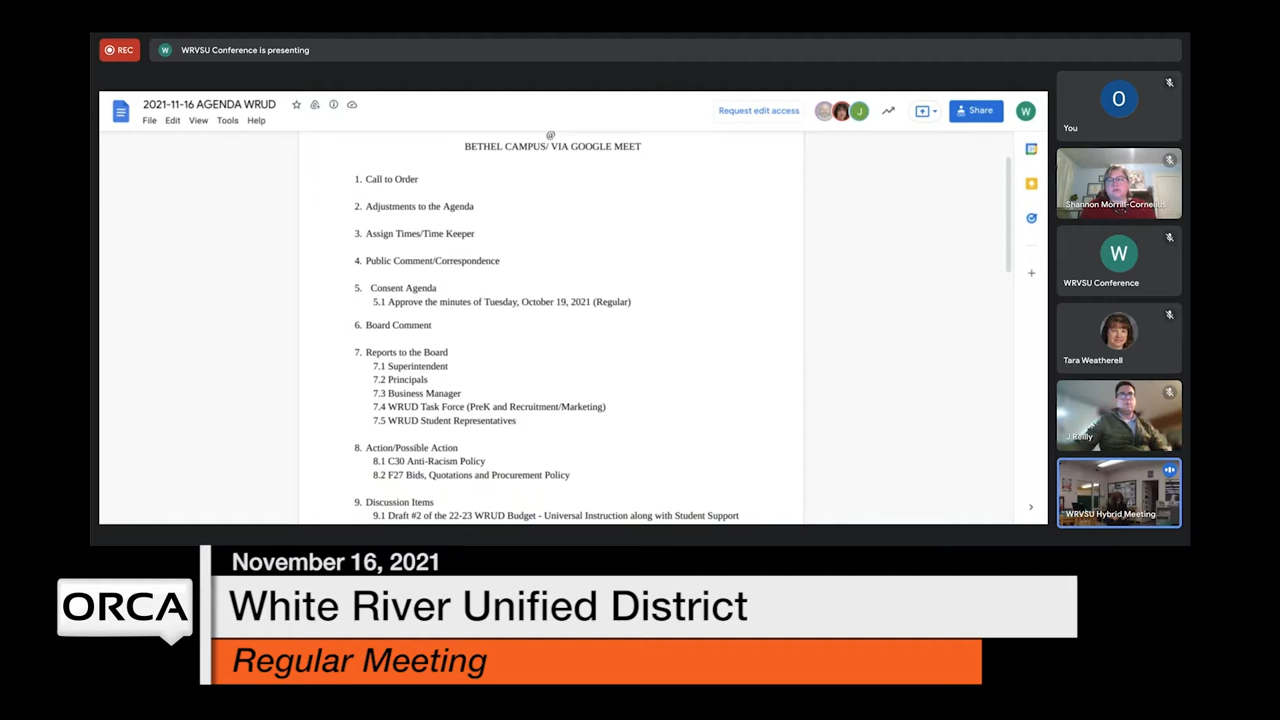 REC
W
WRVSU Conference is presenting
2021-11-16 AGENDA WRUD
File Edit View Tools Help
Request edit access
J
Share
W
@
BETHEL CAMPUS/ VIA GOOGLE MEET
1. Call to Order
2. Adjustments to the Agenda
3. Assign Times/Time Keeper
4. Public Comment/Correspondence
5. Consent Agenda
5.1 Approve the minutes of Tuesday, October 19, 2021 (Regular)
6. Board Comment
7. Reports to the Board
7.1 Superintendent
7.2 Principals
7.3 Business Manager
7.4 WRUD Task Force (PreK and Recruitment/Marketing)
7.5 WRUD Student Representatives
8. Action/Possible Action
8.1 C30 Anti-Racism Policy
8.2 F27 Bids, Quotations and Procurement Policy
9. Discussion Items
9.1 Draft #2 of the 22-23 WRUD Budget - Universal Instruction along with Student Support
O
You
Shannon Morrill-Cornelius
W
WRVSU Conference
Tara Weatherell
J Reilly
WRVSU Hybrid Meeting
November 16, 2021
ORCA
White River Unified District
Regular Meeting